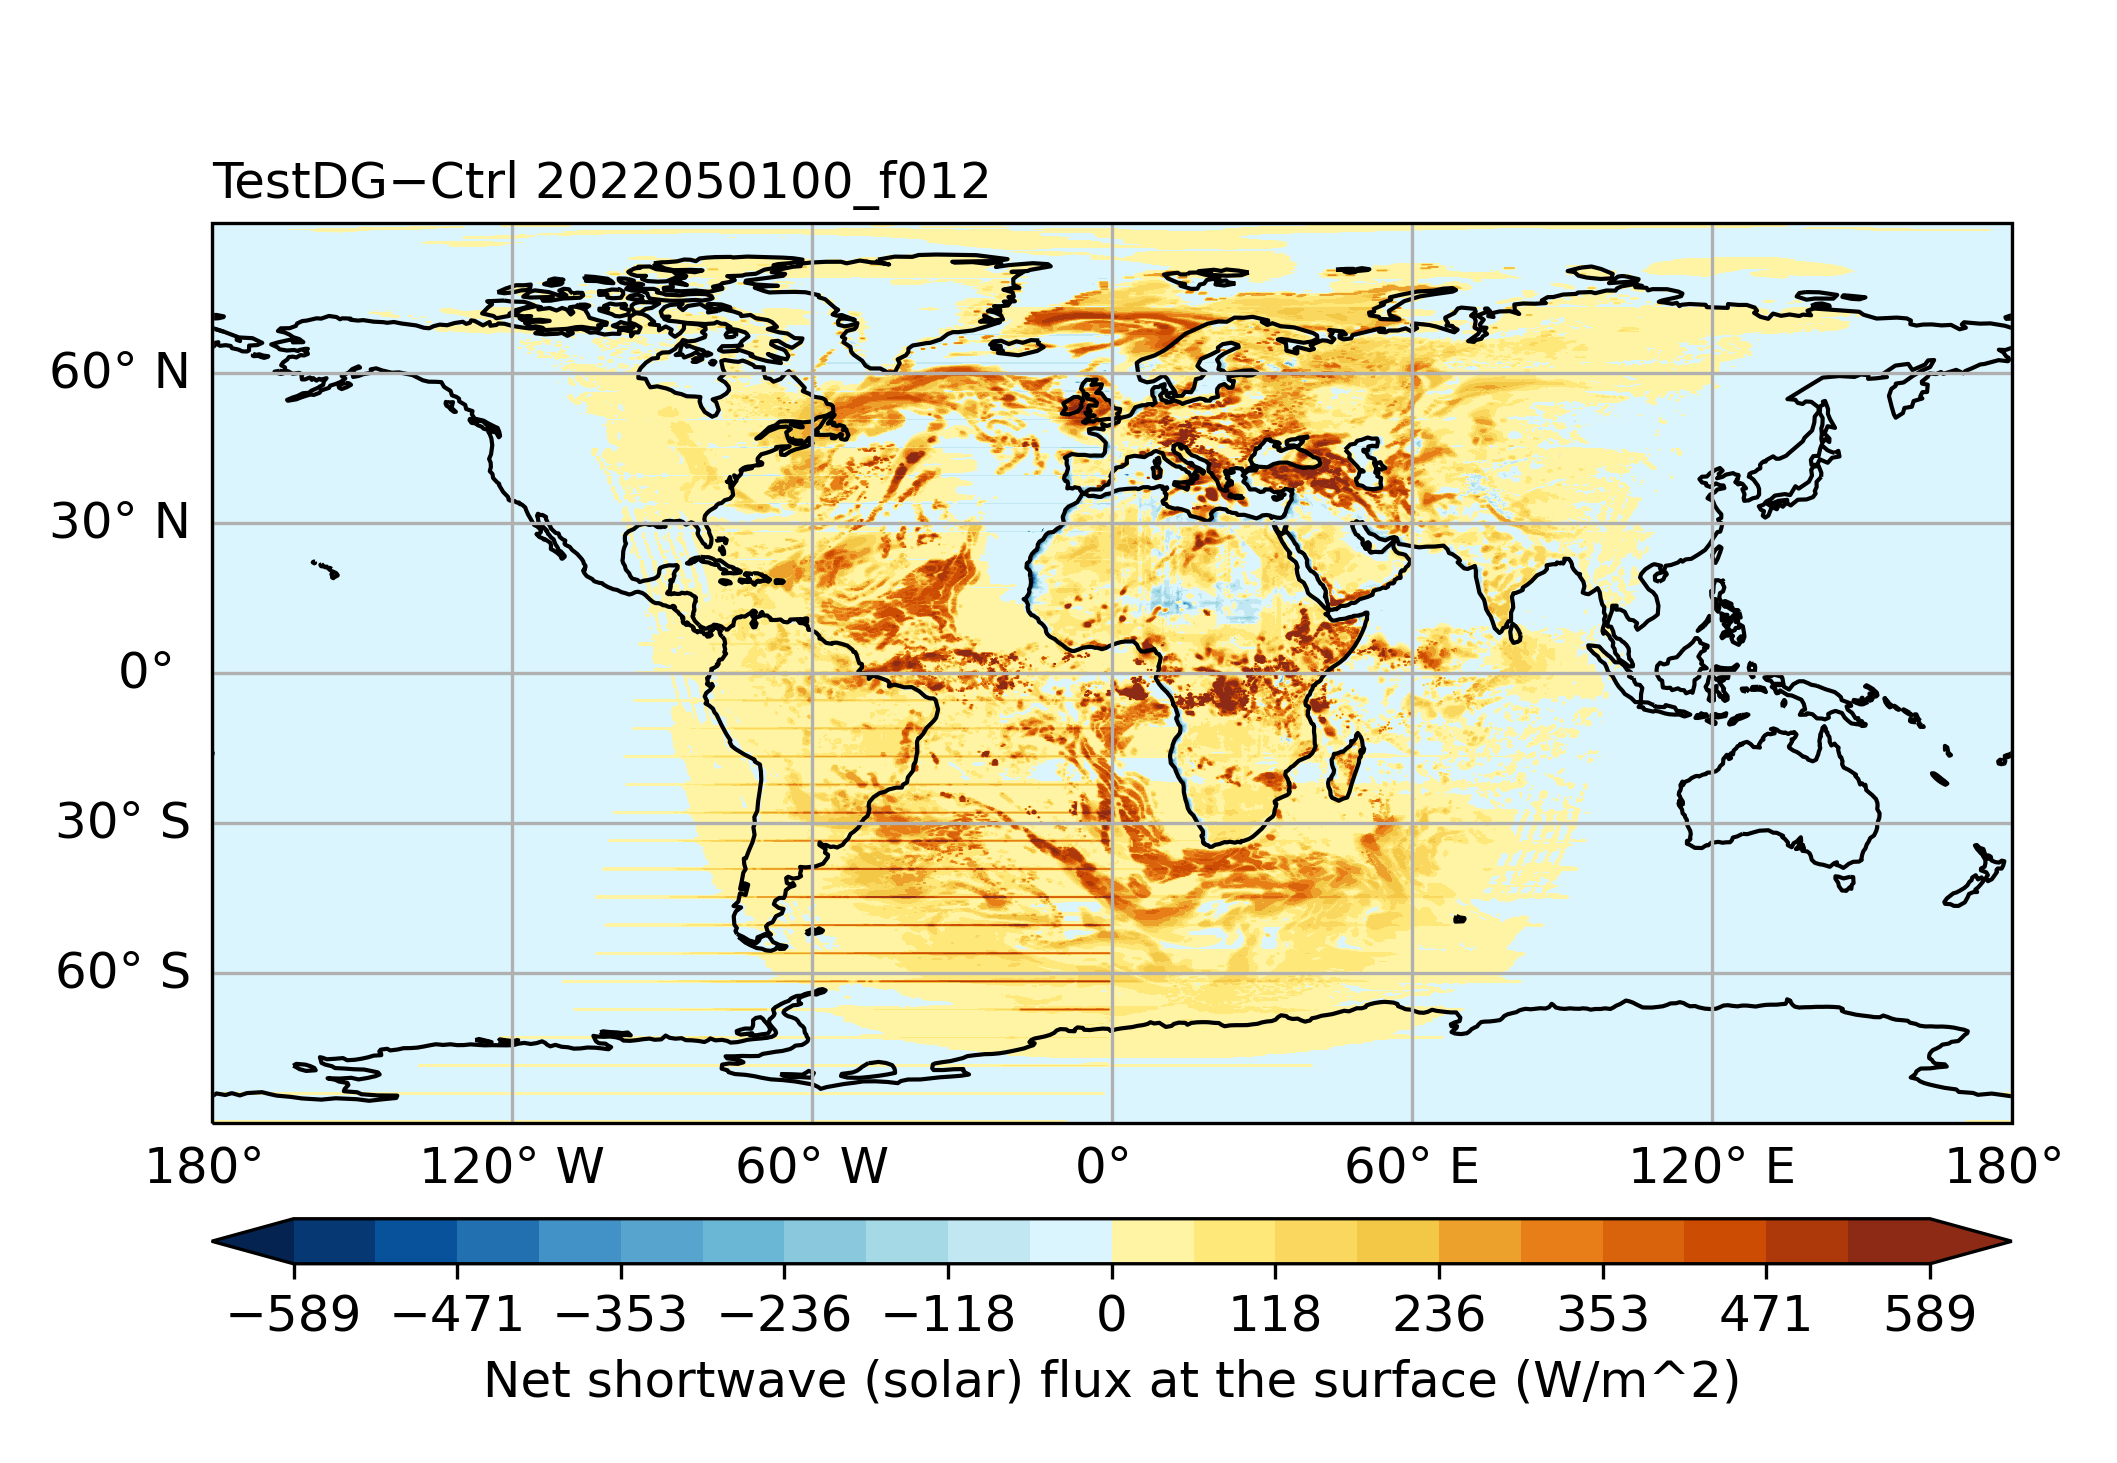 TestDG−Ctrl 2022050100_f012
60° N
30° N
0°
30° S
60° S
180° 120° W 60° W 0° 60° E 120° E 180°
−589 −471 −353 −236 −118 0 118 236 353 471 589
Net shortwave (solar) flux at the surface (W/m^2)